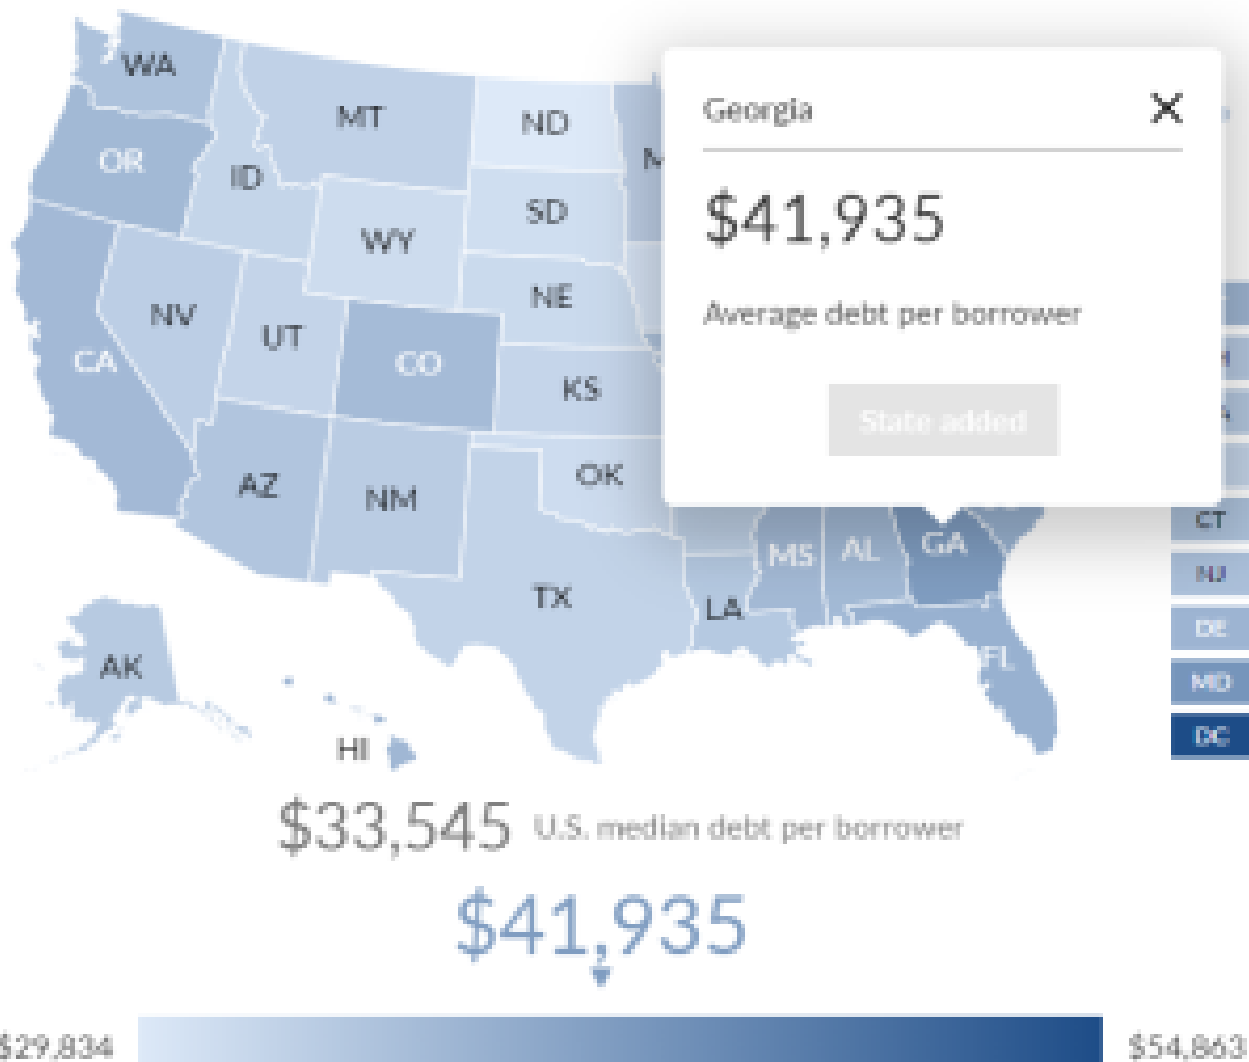 WA
MT
ND
OR
ID
SD
WY
NE
NV
UT
CO
CA
KS
AZ
NM
OK
TX
MS
AL
GA
LA
FL
AK
HI
Georgia
$41,935
Average debt per borrower
State added
CT
NJ
DE
MD
DC
$33,545 U.S. median debt per borrower
$41,935
$29,834
$54,863